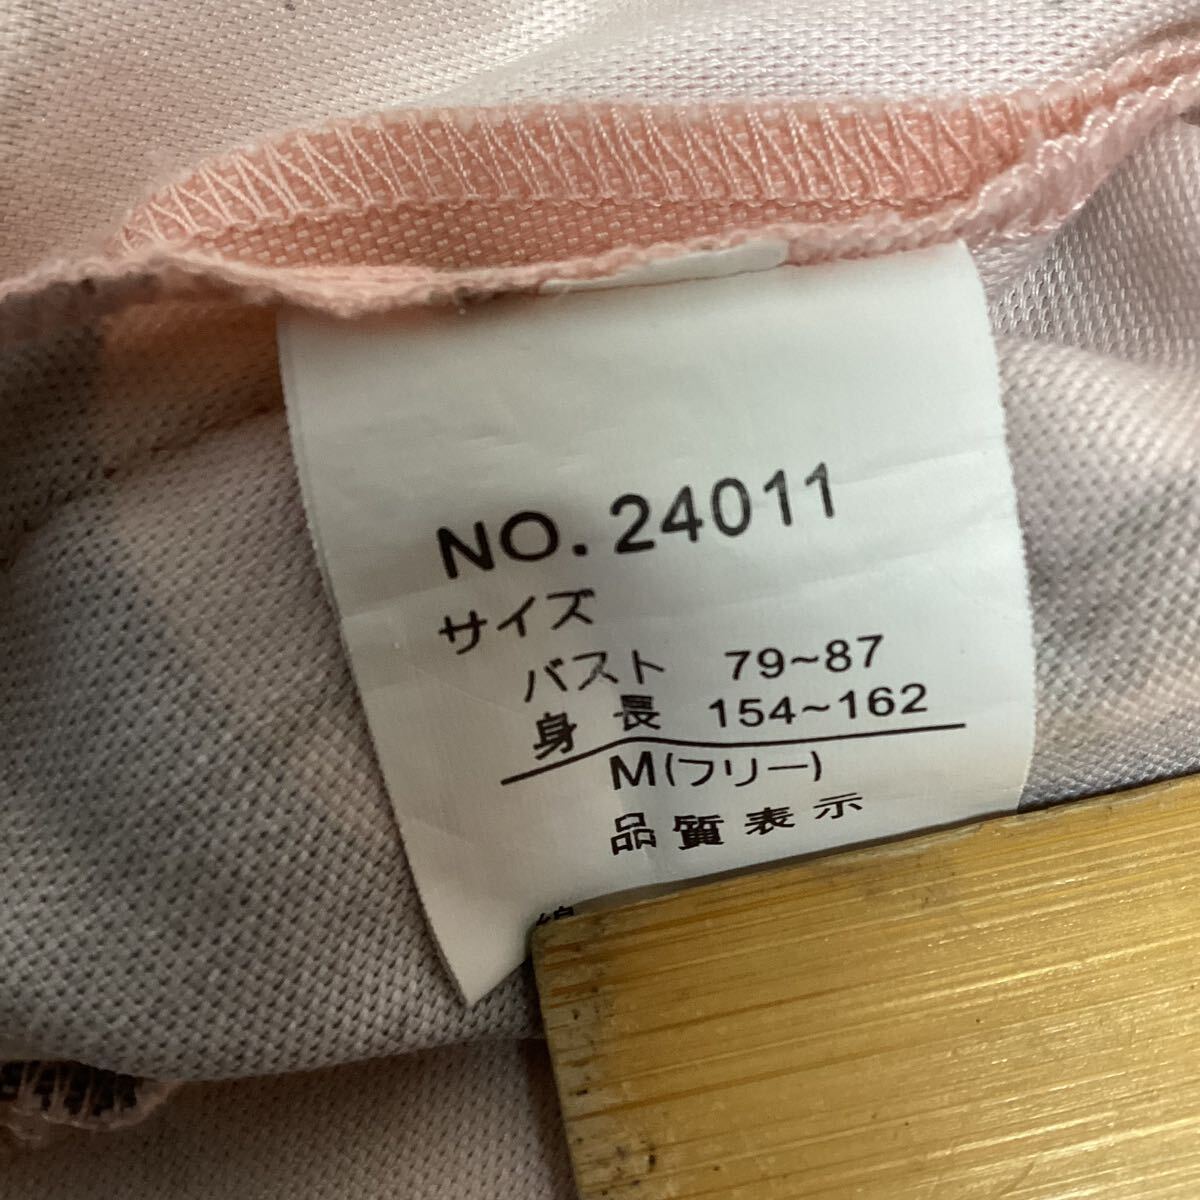 NO. 24011
サイズ
バスト 79~87
身長 154~162
M(フリー)
品質表示